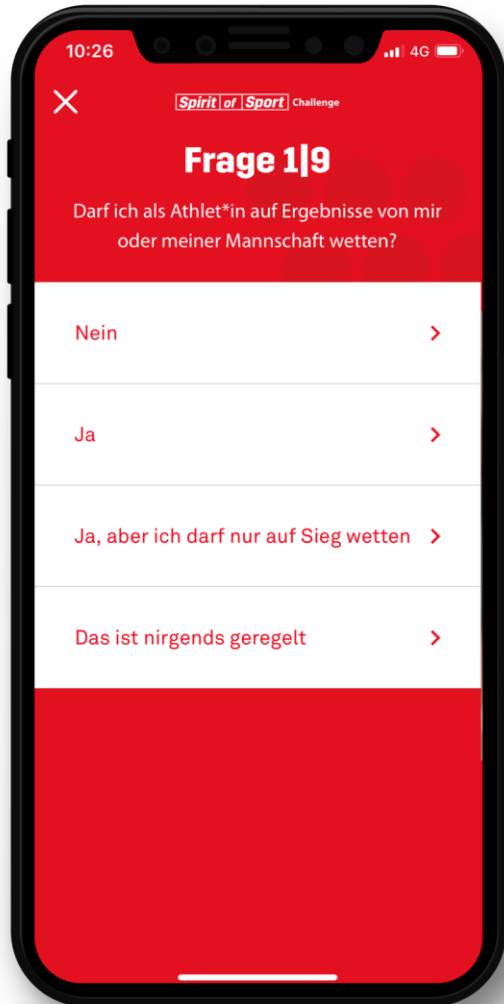 10:26 4G
Spirit of Sport Challenge
Frage 1|9
Darf ich als Athlet*in auf Ergebnisse von mir
oder meiner Mannschaft wetten?
Nein
Ja
Ja, aber ich darf nur auf Sieg wetten
Das ist nirgends geregelt